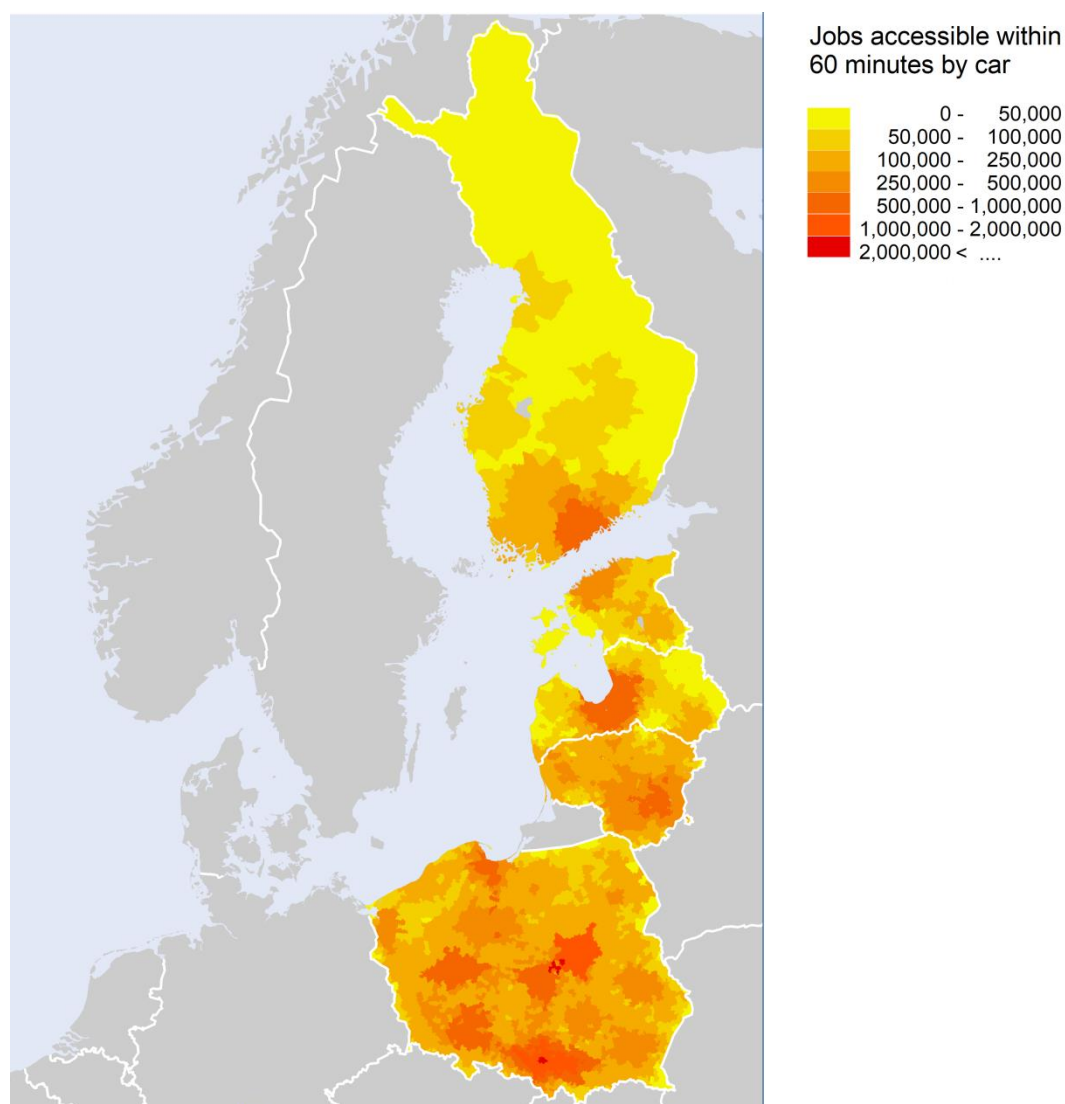 Jobs accessible within
60 minutes by car
0 - 50,000
50,000 - 100,000
100,000 - 250,000
250,000 - 500,000
500,000 - 1,000,000
1,000,000 - 2,000,000
2,000,000 < ....